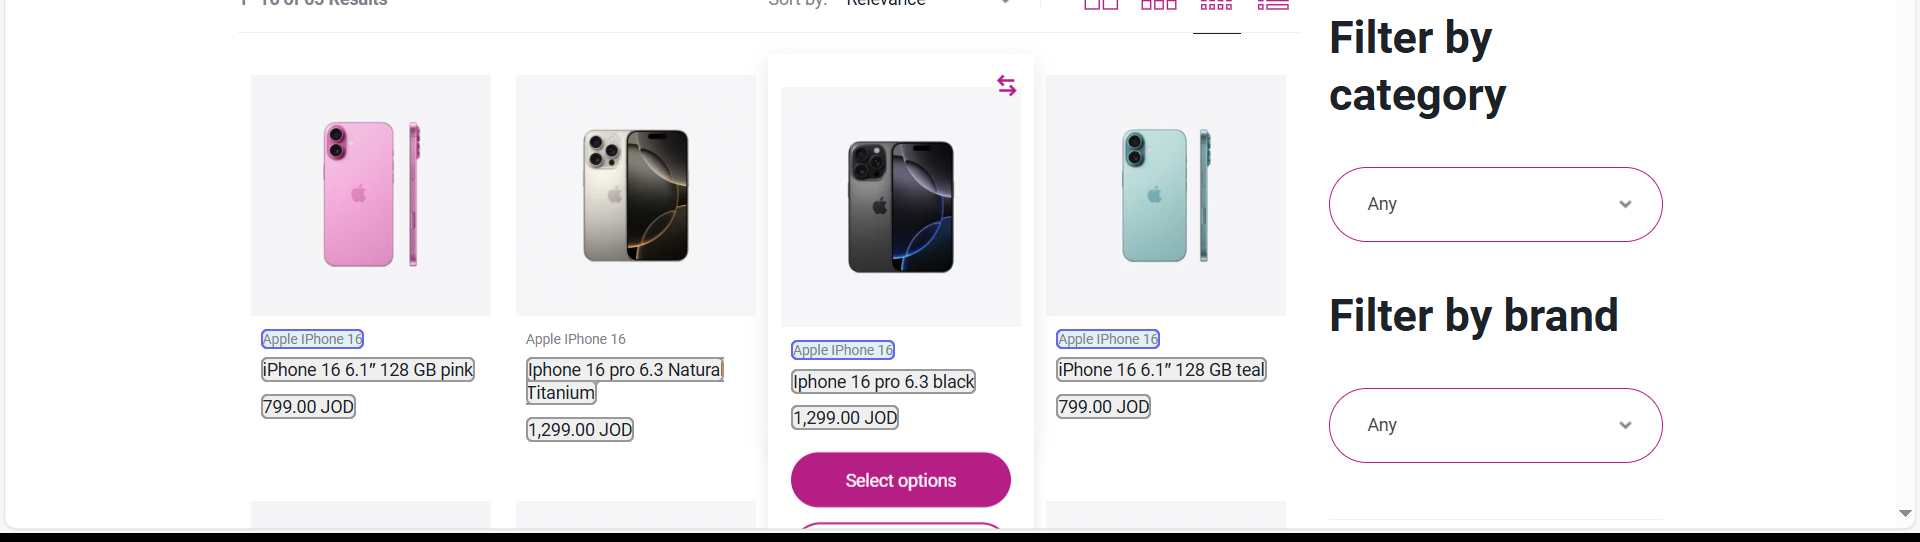 Sort by: Relevance
Apple IPhone 16
iPhone 16 6.1″ 128 GB pink
799.00 JOD
Apple IPhone 16
Iphone 16 pro 6.3 Natural
Titanium
1,299.00 JOD
Apple IPhone 16
Iphone 16 pro 6.3 black
1,299.00 JOD
Select options
Apple IPhone 16
iPhone 16 6.1″ 128 GB teal
799.00 JOD
Filter by
category
Any
Filter by brand
Any